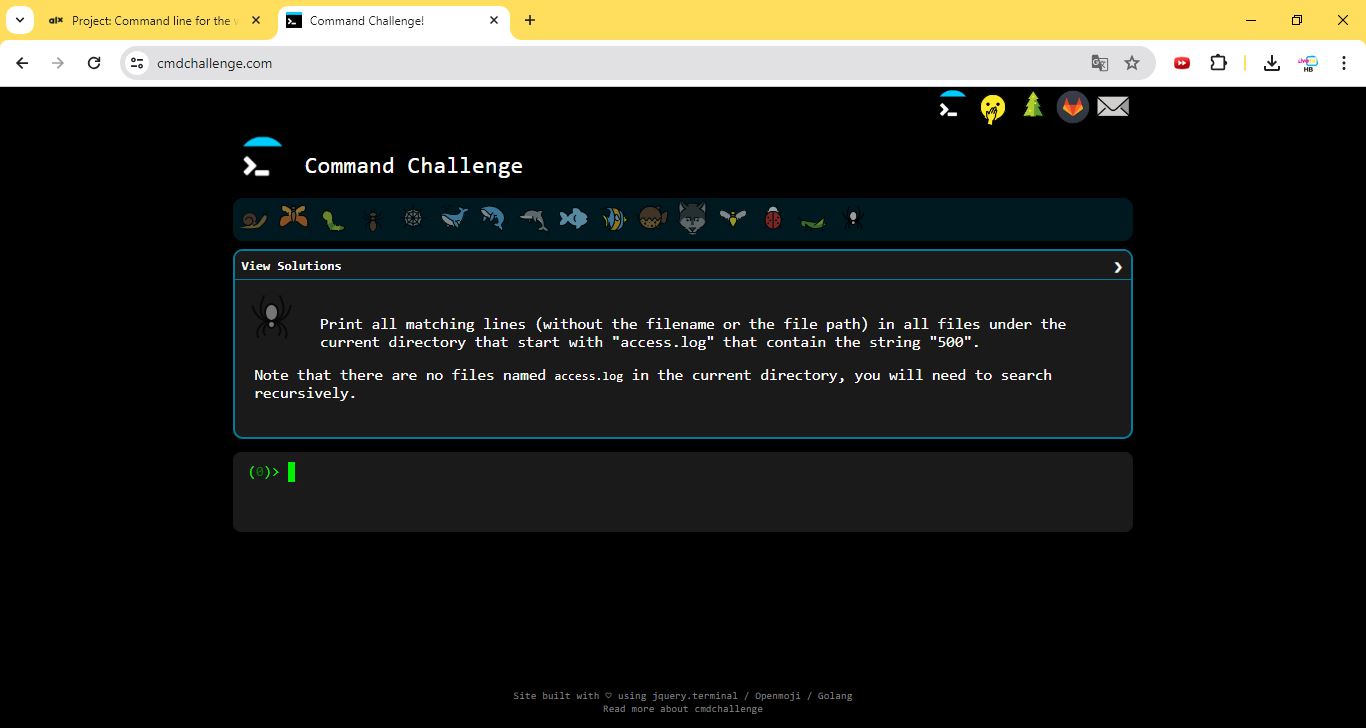 alx Project: Command line for the w
Command Challenge!
cmdchallenge.com
Live
HB
Command Challenge
View Solutions
Print all matching lines (without the filename or the file path) in all files under the
current directory that start with "access.log" that contain the string "500".
Note that there are no files named access.log in the current directory, you will need to search
recursively.
(0)>
Site built with ♡ using jquery.terminal / Openmoji / Golang
Read more about cmdchallenge